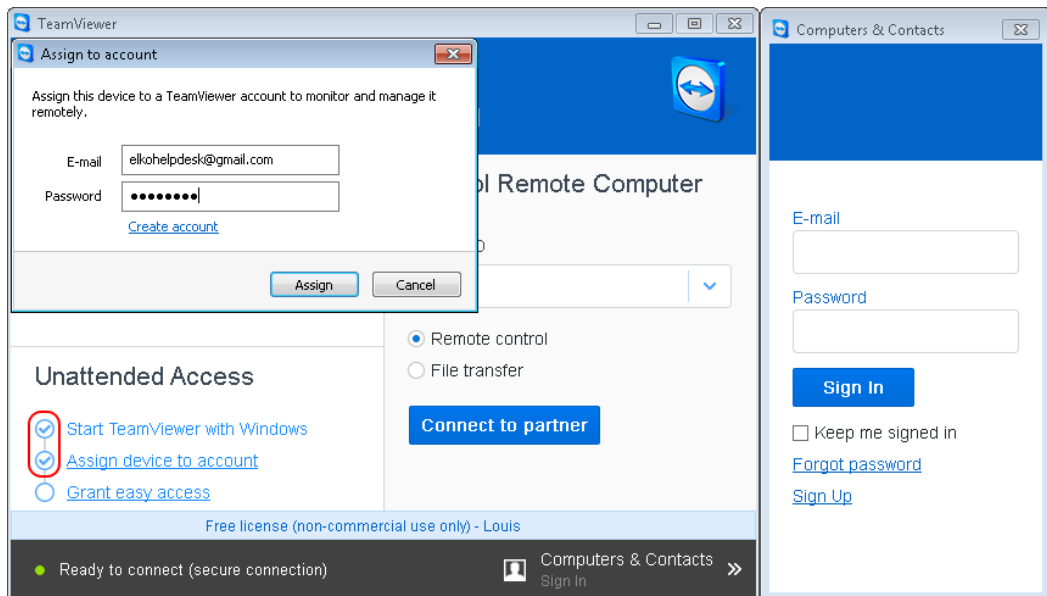 TeamViewer
Assign to account
Assign this device to a TeamViewer account to monitor and manage it
remotely.
E-mail
elkohelpdesk@gmail.com
Password
Create account
Assign
Cancel
Remote Computer
Remote control
File transfer
Connect to partner
Unattended Access
Start TeamViewer with Windows
Assign device to account
Grant easy access
Free license (non-commercial use only) - Louis
Ready to connect (secure connection)
Computers & Contacts
Sign In
Computers & Contacts
E-mail
Password
Sign In
Keep me signed in
Forgot password
Sign Up